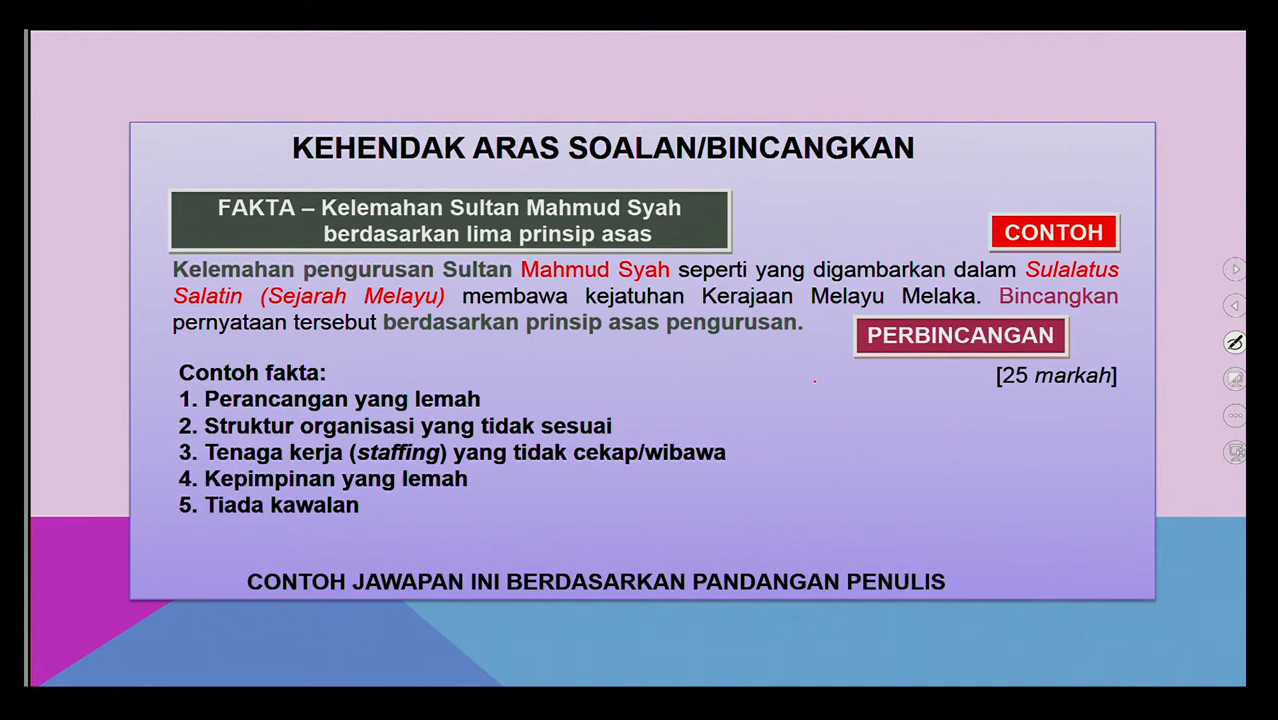 KEHENDAK ARAS SOALAN/BINCANGKAN
FAKTA – Kelemahan Sultan Mahmud Syah
berdasarkan lima prinsip asas
CONTOH
Kelemahan pengurusan Sultan Mahmud Syah seperti yang digambarkan dalam Sulalatus
Salatin (Sejarah Melayu) membawa kejatuhan Kerajaan Melayu Melaka. Bincangkan
pernyataan tersebut berdasarkan prinsip asas pengurusan.
PERBINCANGAN
[25 markah]
Contoh fakta:
1. Perancangan yang lemah
2. Struktur organisasi yang tidak sesuai
3. Tenaga kerja (staffing) yang tidak cekap/wibawa
4. Kepimpinan yang lemah
5. Tiada kawalan
CONTOH JAWAPAN INI BERDASARKAN PANDANGAN PENULIS